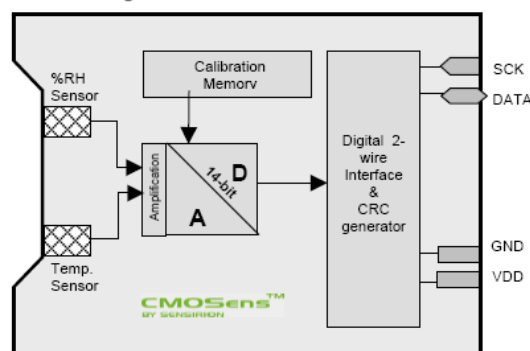 %RH
Sensor
Calibration
Memory
Amplification
14-bit
D
A
Digital 2-
wire
Interface
&
CRC
generator
SCK
DATA
GND
VDD
Temp.
Sensor
CMOSens™
BY SENSIRION